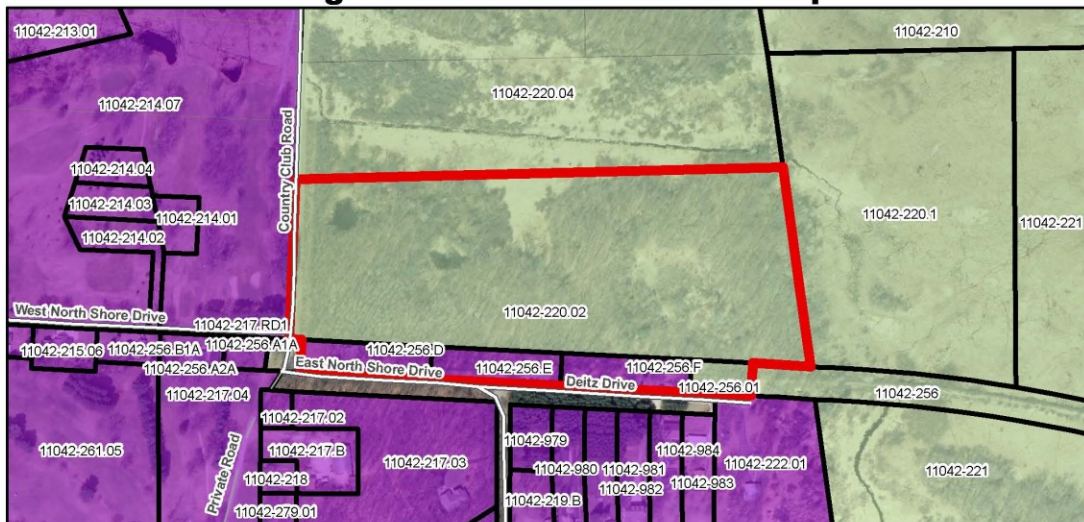 11042-213.01
11042-210
11042-214.07
11042-220.04
Country Club Road
11042-214.04
11042-214.03
11042-214.01
11042-214.02
11042-220.1
11042-221
West North Shore Drive
11042-217.RD1
11042-220.02
11042-215.06
11042-256.B1A
11042-256.A1A
11042-256.D
11042-256.A2A
East North Shore Drive
11042-256.E
11042-256.F
Deitz Drive
11042-256.01
11042-256
11042-217.04
11042-217.02
11042-261.05
Private Road
11042-217.B
11042-217.03
11042-218
11042-279.01
11042-979
11042-980
11042-981
11042-982
11042-984
11042-983
11042-219.B
11042-222.01
11042-221